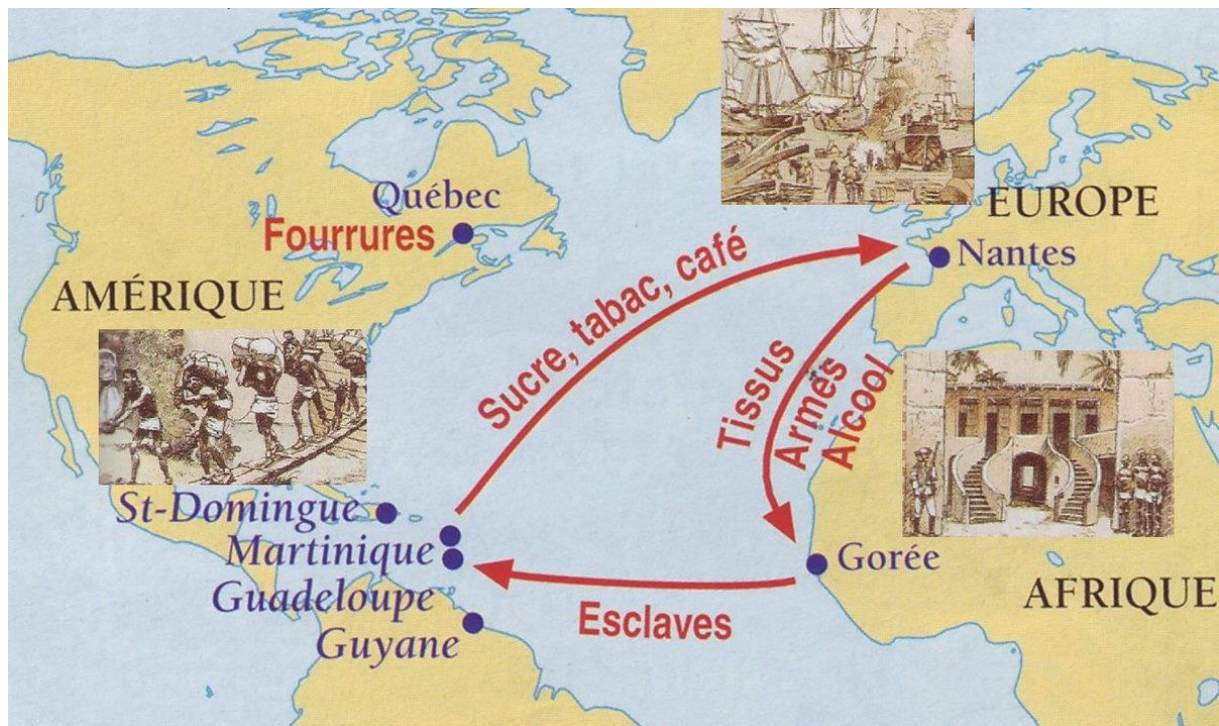 Québec
Fourrures
AMÉRIQUE
EUROPE
Nantes
Sucre, tabac, café
Tissus
Armes
Alcool
St-Domingue
Martinique
Guadeloupe
Guyane
Gorée
Esclaves
AFRIQUE